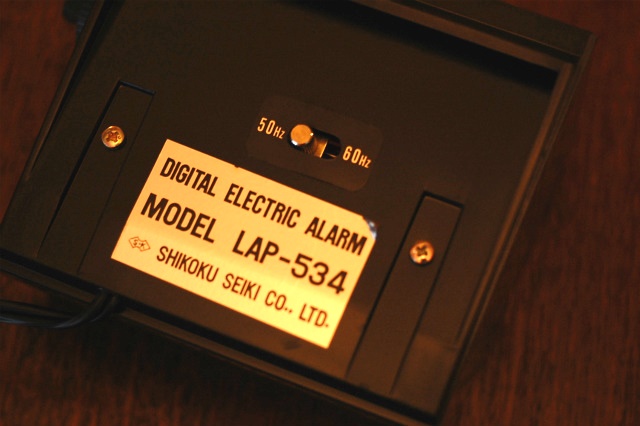 50Hz 60Hz
DIGITAL ELECTRIC ALARM
MODEL LAP-534
SHIKOKU SEIKI CO., LTD.